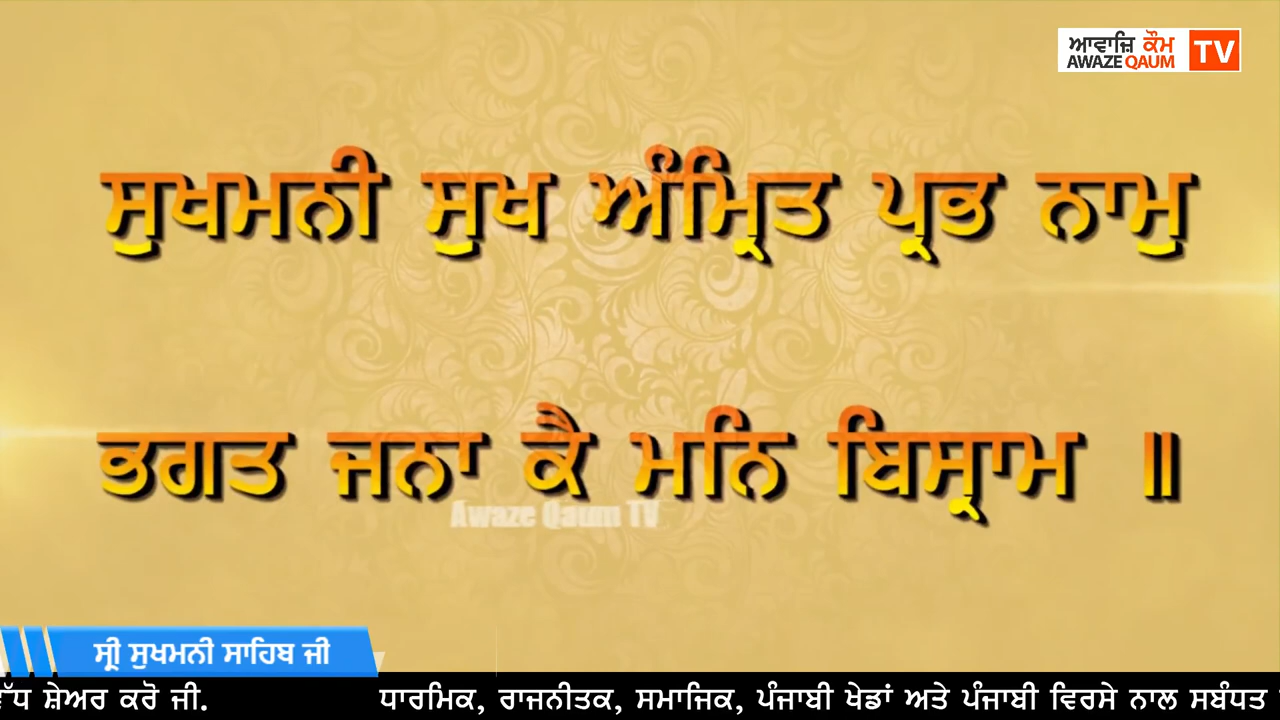 ਆਵਾਜ਼ਿ ਕੌਮ
AWAZE QAUM
TV
ਸੁਖਮਨੀ ਸੁਖ ਅੰਮ੍ਰਿਤ ਪ੍ਰਭ ਨਾਮੁ
ਭਗਤ ਜਨਾ ਕੈ ਮਨਿ ਬਿਸ੍ਰਾਮ ॥
Awaze Qaum TV
ਸ੍ਰੀ ਸੁਖਮਨੀ ਸਾਹਿਬ ਜੀ
ਸ਼ੇਅਰ ਕਰੋ ਜੀ. ਧਾਰਮਿਕ, ਰਾਜਨੀਤਕ, ਸਮਾਜਿਕ, ਪੰਜਾਬੀ ਖੇਡਾਂ ਅਤੇ ਪੰਜਾਬੀ ਵਿਰਸੇ ਨਾਲ ਸਬੰਧਤ